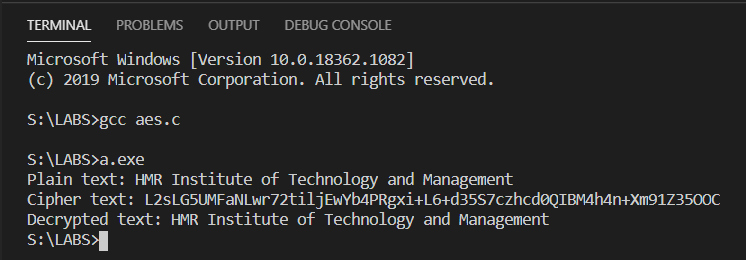 TERMINAL PROBLEMS OUTPUT DEBUG CONSOLE
Microsoft Windows [Version 10.0.18362.1082]
(c) 2019 Microsoft Corporation. All rights reserved.
S:\LABS>gcc aes.c
S:\LABS>a.exe
Plain text: HMR Institute of Technology and Management
Cipher text: L2sLG5UMFaNLwr72tiljEwYb4PRgxi+L6+d35S7czhcd0QIBM4h4n+Xm91Z35OOC
Decrypted text: HMR Institute of Technology and Management
S:\LABS>